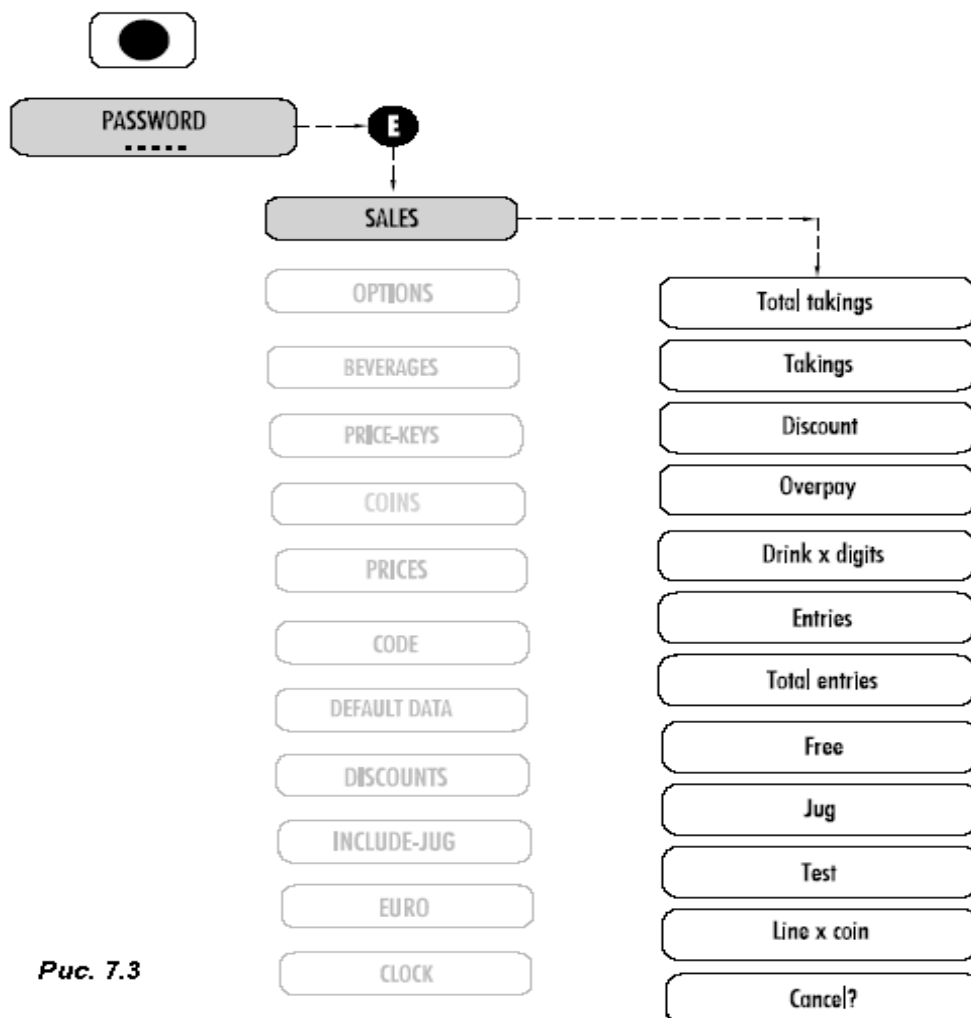 PASSWORD
-----
E
SALES
OPTIONS
BEVERAGES
PRICE-KEYS
COINS
PRICES
CODE
DEFAULT DATA
DISCOUNTS
INCLUDE-JUG
EURO
CLOCK
Total takings
Takings
Discount
Overpay
Drink x digits
Entries
Total entries
Free
Jug
Test
Line x coin
Cancel?
Рис. 7.3